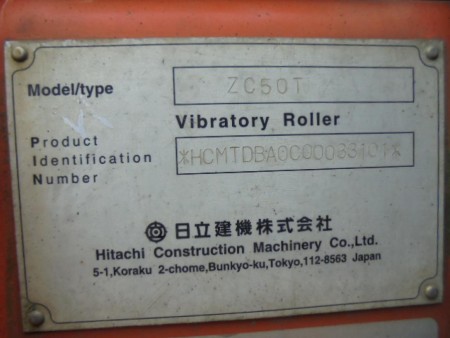 Model/type ZC50T
Vibratory Roller
Product
Identification
Number
*HCMTDBA0C00033101*
日立建機株式会社
Hitachi Construction Machinery Co.,Ltd.
5-1,Koraku 2-chome,Bunkyo-ku,Tokyo,112-8563 Japan